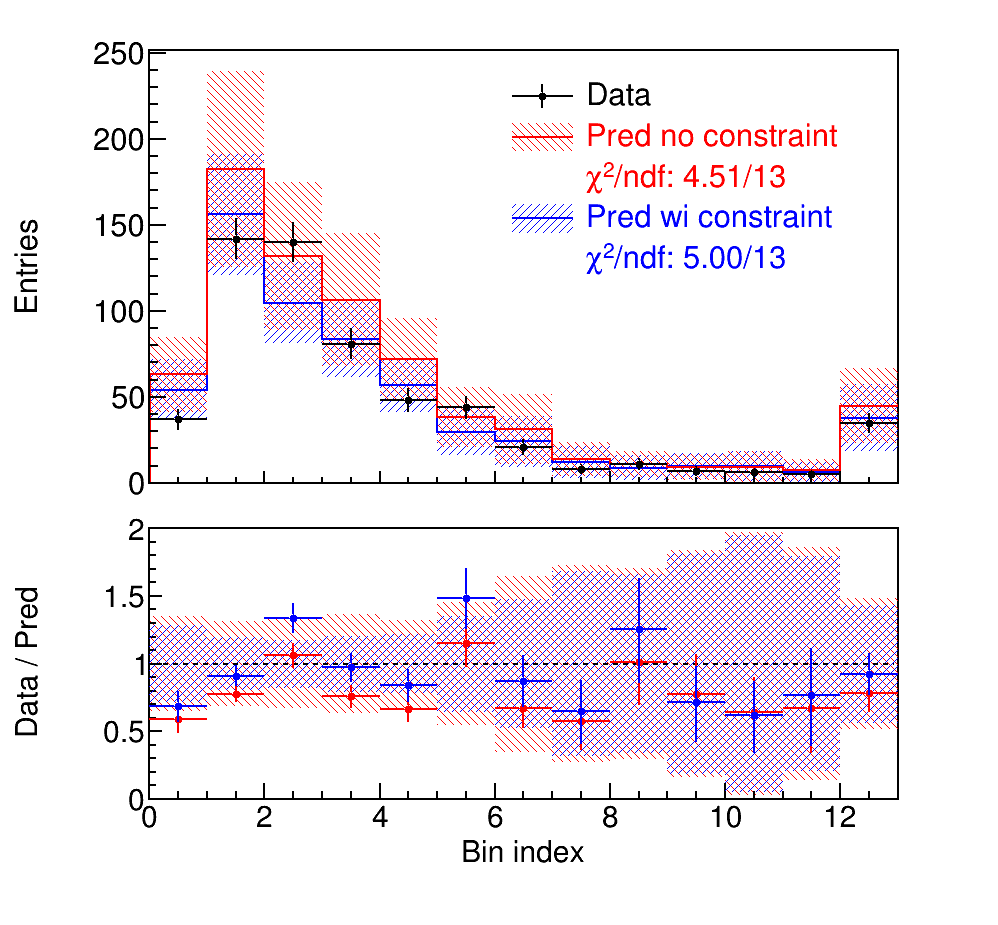 250
200
150
100
50
0
Entries
Data
Pred no constraint
χ²/ndf: 4.51/13
Pred wi constraint
χ²/ndf: 5.00/13
2
1.5
1
0.5
0
Data / Pred
0 2 4 6 8 10 12
Bin index